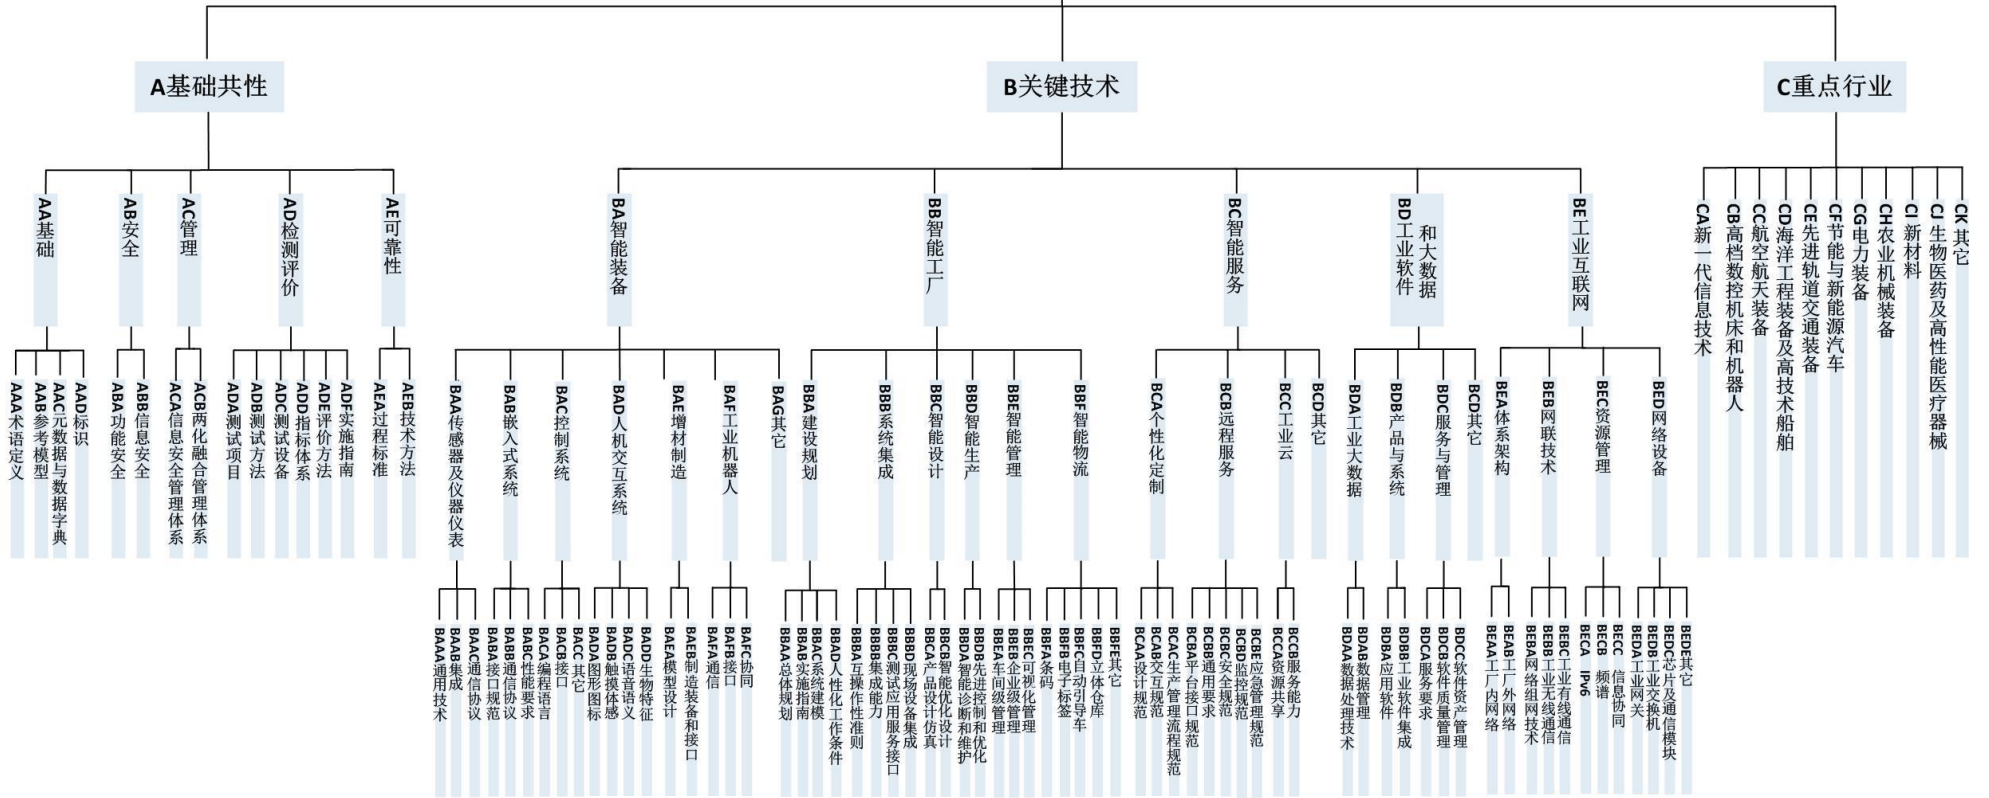 A基础共性
B关键技术
C重点行业
AA基础
AB安全
AC管理
AD检测评价
AE可靠性
BA智能装备
BB智能工厂
BC智能服务
BD工业软件
和大数据
BE工业互联网
CA新一代信息技术
CB高档数控机床和机器人
CC航空航天装备
CD海洋工程装备及高技术船舶
CE先进轨道交通装备
CF节能与新能源汽车
CG电力装备
CH农业机械装备
CI新材料
CJ生物医药及高性能医疗器械
CK其它
AAA术语定义
AAB参考模型
AAC元数据与数据字典
AAD标识
ABA功能安全
ABB信息安全
ACA信息安全管理体系
ACB两化融合管理体系
ADA测试项目
ADB测试方法
ADC测试设备
ADD指标体系
ADE评价方法
ADF实施指南
AEA过程标准
AEB技术方法
BAA传感器及仪器仪表
BAB嵌入式系统
BAC控制系统
BAD人机交互系统
BAE增材制造
BAF工业机器人
BAG其它
BBA建设规划
BBB系统集成
BBC智能设计
BBD智能生产
BBE智能管理
BBF智能物流
BCA个性化定制
BCB远程服务
BCC工业云
BCD其它
BDA工业大数据
BDB产品与系统
BDC服务与管理
BCD其它
BEA体系架构
BEB网联技术
BEC资源管理
BED网络设备
BAAA通用技术
BAAB集成
BAAC通信协议
BABA接口规范
BABB通信协议
BABC性能要求
BACA编程语言
BACB接口
BACC其它
BADA图形图标
BADB触摸体感
BADC语音语义
BADD生物特征
BAEA模型设计
BAEB制造装备和接口
BAFA通信
BAFB接口
BAFC协同
BBAA总体规划
BBAB实施指南
BBAC系统建模
BBAD人性化工作条件
BBBA互操作性准则
BBBB集成能力
BBBC测试应用服务接口
BBBD现场设备集成
BBCA产品设计仿真
BBCB智能优化设计
BBDA智能诊断和维护
BBDB先进控制和优化
BBEA车间级管理
BBEB企业级管理
BBEC可视化管理
BBFA条码
BBFB电子标签
BBFC自动引导车
BBFD立体仓库
BBFE其它
BCAA设计规范
BCAB交互规范
BCAC生产管理流程规范
BCBA平台接口规范
BCBB通用要求
BCBC安全规范
BCBD监控规范
BCBE应急管理规范
BCCA资源共享
BCCB服务能力
BDAA数据处理技术
BDAB数据管理
BDBA应用软件
BDBB工业软件集成
BDCA服务要求
BDCB软件质量管理
BDCC软件资产管理
BEAA工厂内网络
BEAB工厂外网络
BEBA网络组网技术
BEBB工业无线通信
BEBC工业有线通信
BECA IPv6
BECB 频谱
BECC 信息协同
BEDA工业网关
BEDB工业交换机
BEDC芯片及通信模块
BEDE其它